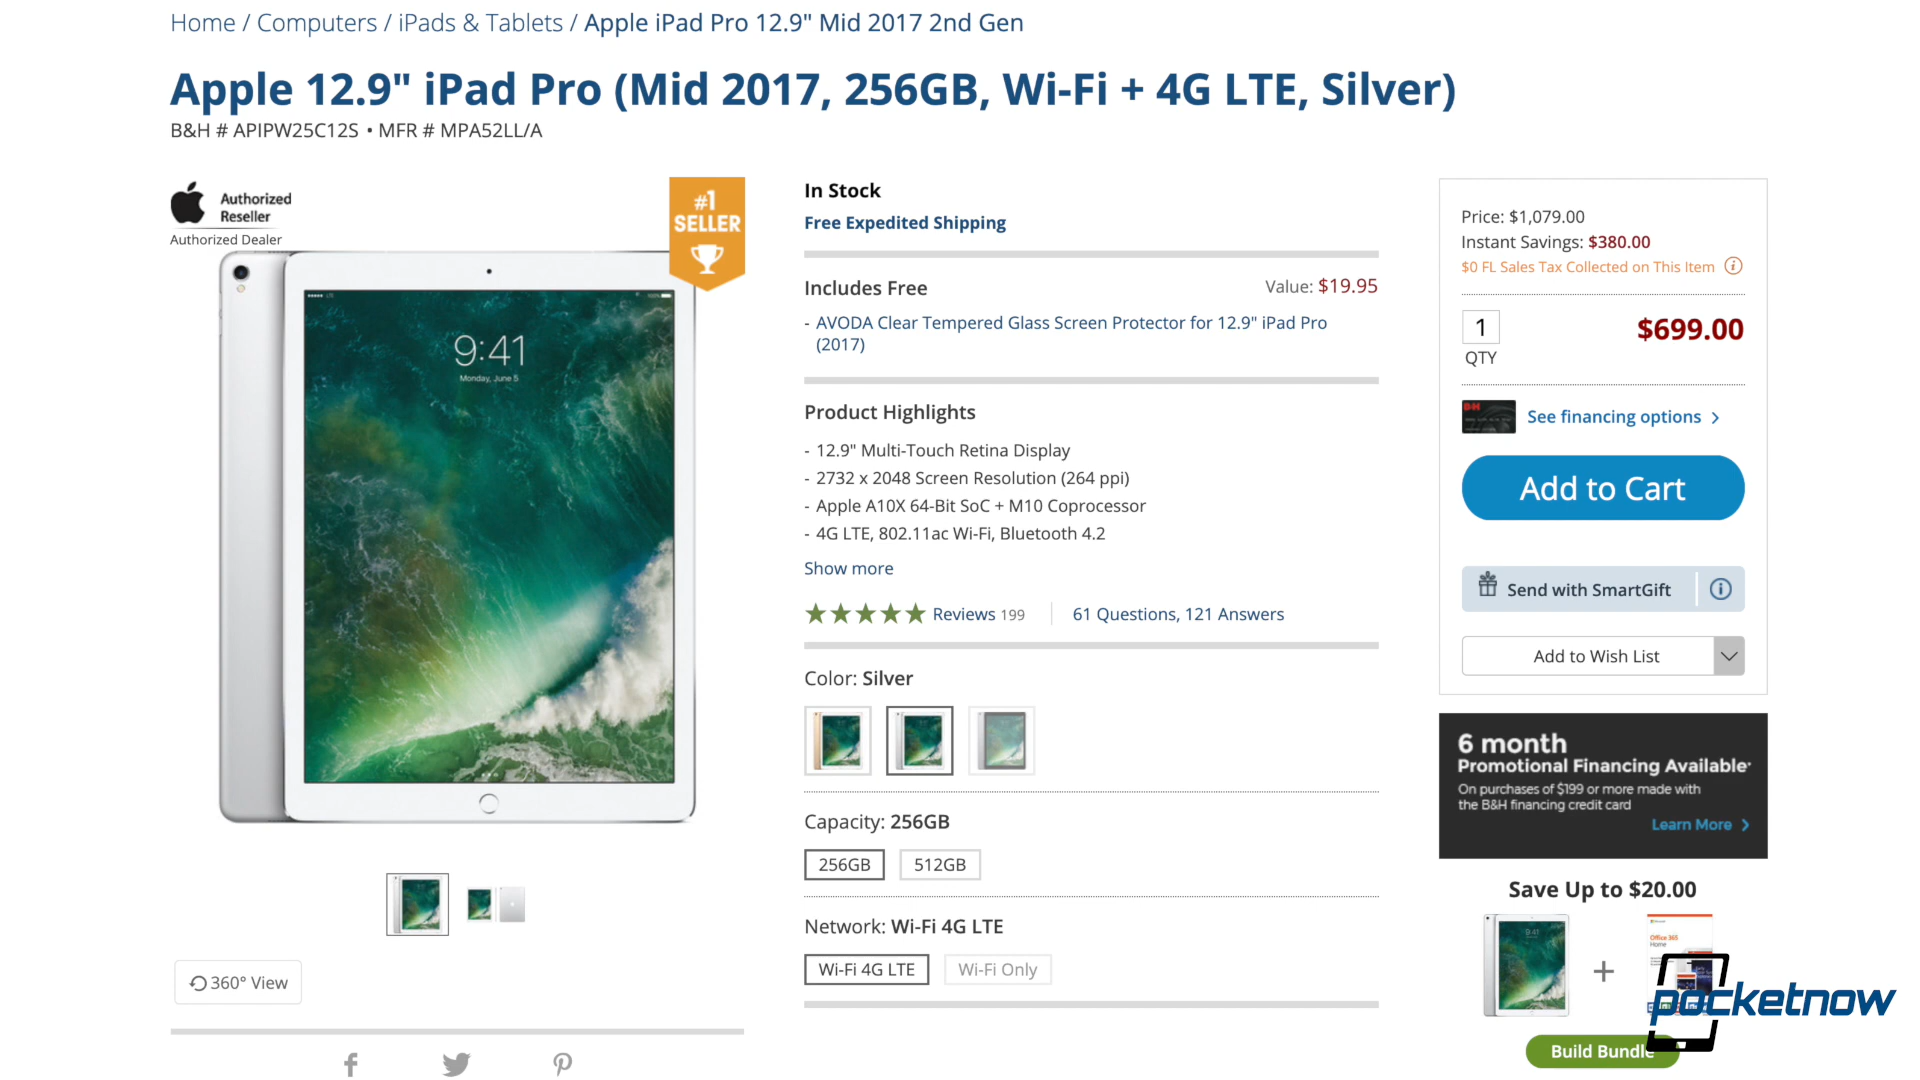 Home / Computers / iPads & Tablets / Apple iPad Pro 12.9" Mid 2017 2nd Gen
Apple 12.9" iPad Pro (Mid 2017, 256GB, Wi-Fi + 4G LTE, Silver)
B&H # APIPW25C12S • MFR # MPA52LL/A
Authorized
Reseller
Authorized Dealer
#1
SELLER
9:41
Monday, June 5
360° View
In Stock
Free Expedited Shipping
Includes Free
Value: $19.95
- AVODA Clear Tempered Glass Screen Protector for 12.9" iPad Pro
(2017)
Product Highlights
- 12.9" Multi-Touch Retina Display
- 2732 x 2048 Screen Resolution (264 ppi)
- Apple A10X 64-Bit SoC + M10 Coprocessor
- 4G LTE, 802.11ac Wi-Fi, Bluetooth 4.2
Show more
Reviews 199
61 Questions, 121 Answers
Color: Silver
Capacity: 256GB
256GB
512GB
Network: Wi-Fi 4G LTE
Wi-Fi 4G LTE
Wi-Fi Only
Price: $1,079.00
Instant Savings: $380.00
$0 FL Sales Tax Collected on This Item
1
$699.00
QTY
B·H
See financing options
Add to Cart
Send with SmartGift
Add to Wish List
6 month
Promotional Financing Available*
On purchases of $199 or more made with
the B&H financing credit card
Learn More
Save Up to $20.00
9:41
+
Office 365
Home
pocketnow
Build Bundle